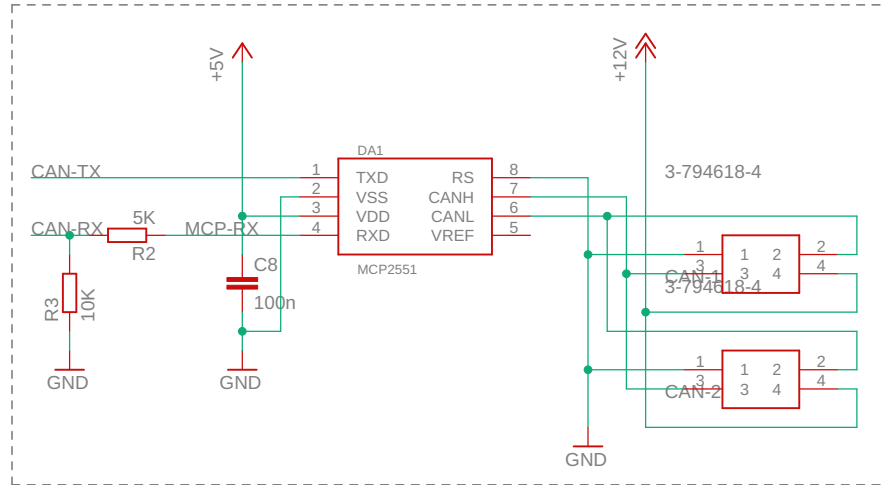 +5V
+12V
DA1
CAN-TX
1 TXD RS 8
2 VSS CANH 7
3 VDD CANL 6
4 RXD VREF 5
MCP2551
3-794618-4
CAN-RX
5K
R2
MCP-RX
R3
10K
C8
100n
GND
GND
1 1 2 2
3 3 4 4
CAN-1
3-794618-4
1 1 2 2
3 3 4 4
CAN-2
GND